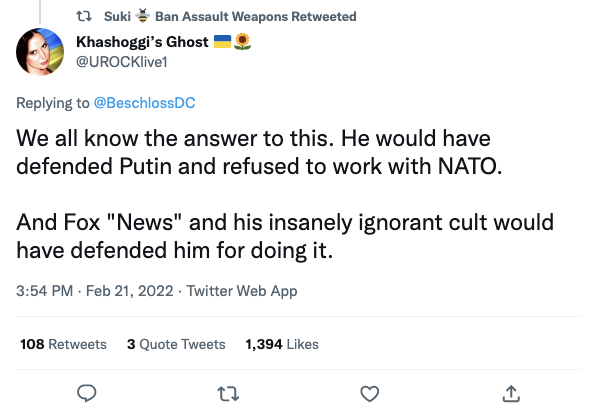 Suki 🐝 Ban Assault Weapons Retweeted
Khashoggi's Ghost 🇺🇦🌻
@UROCKlive1
Replying to @BeschlossDC
We all know the answer to this. He would have
defended Putin and refused to work with NATO.
And Fox "News" and his insanely ignorant cult would
have defended him for doing it.
3:54 PM · Feb 21, 2022 · Twitter Web App
108 Retweets 3 Quote Tweets 1,394 Likes